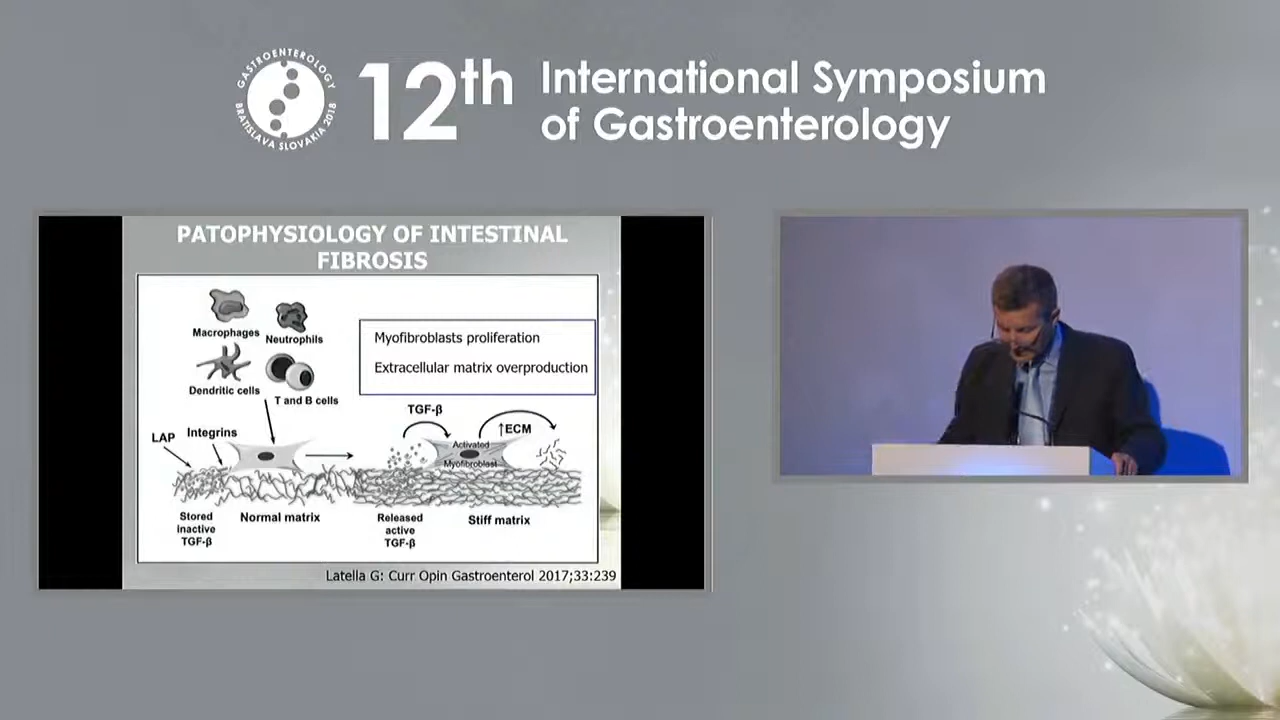 GASTROENTEROLOGY
BRATISLAVA SLOVAKIA 2018
12th
International Symposium
of Gastroenterology
PATOPHYSIOLOGY OF INTESTINAL
FIBROSIS
Macrophages
Neutrophils
Dendritic cells
T and B cells
Myofibroblasts proliferation
Extracellular matrix overproduction
LAP
Integrins
TGF-β
↑ECM
Activated
Myofibroblast
Stored
inactive
TGF-β
Normal matrix
Released
active
TGF-β
Stiff matrix
Latella G: Curr Opin Gastroenterol 2017;33:239